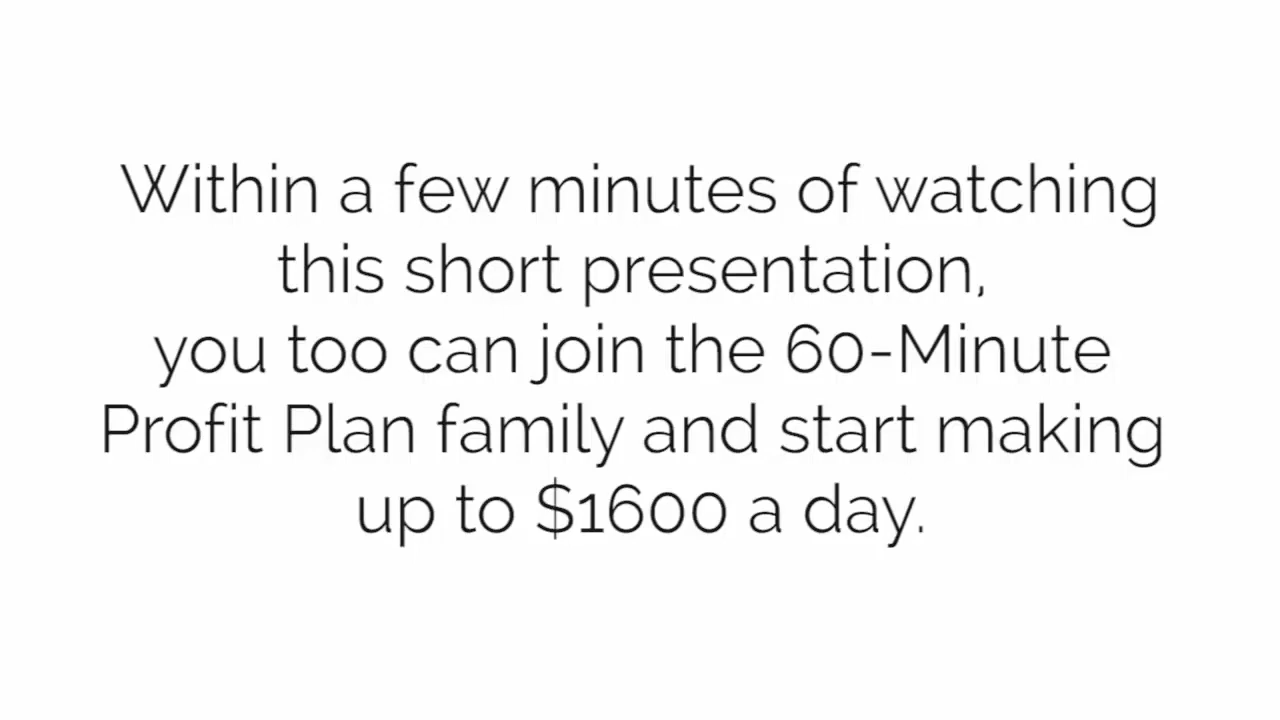 Within a few minutes of watching
this short presentation,
you too can join the 60-Minute
Profit Plan family and start making
up to $1600 a day.